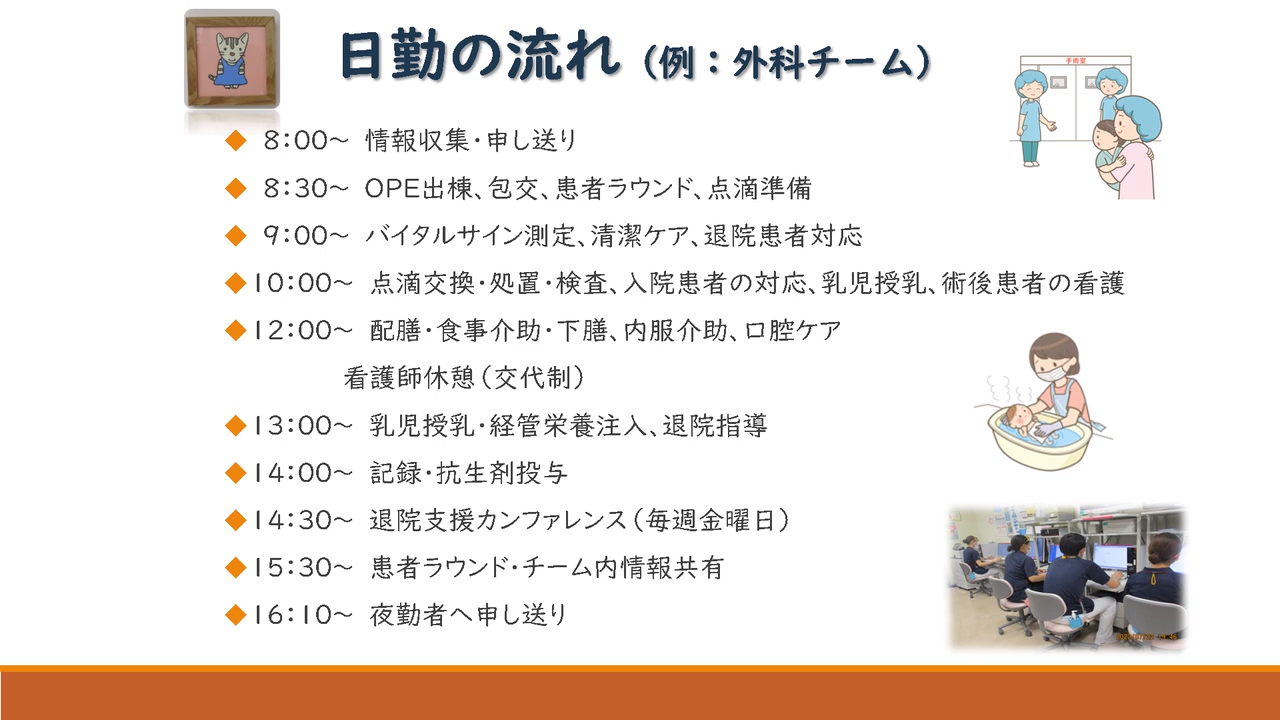 日勤の流れ（例：外科チーム）
手術室
◆ 8：00～ 情報収集・申し送り
◆ 8：30～ OPE出棟、包交、患者ラウンド、点滴準備
◆ 9：00～ バイタルサイン測定、清潔ケア、退院患者対応
◆10：00～ 点滴交換・処置・検査、入院患者の対応、乳児授乳、術後患者の看護
◆12：00～ 配膳・食事介助・下膳、内服介助、口腔ケア
看護師休憩（交代制）
◆13：00～ 乳児授乳・経管栄養注入、退院指導
◆14：00～ 記録・抗生剤投与
◆14：30～ 退院支援カンファレンス（毎週金曜日）
◆15：30～ 患者ラウンド・チーム内情報共有
◆16：10～ 夜勤者へ申し送り